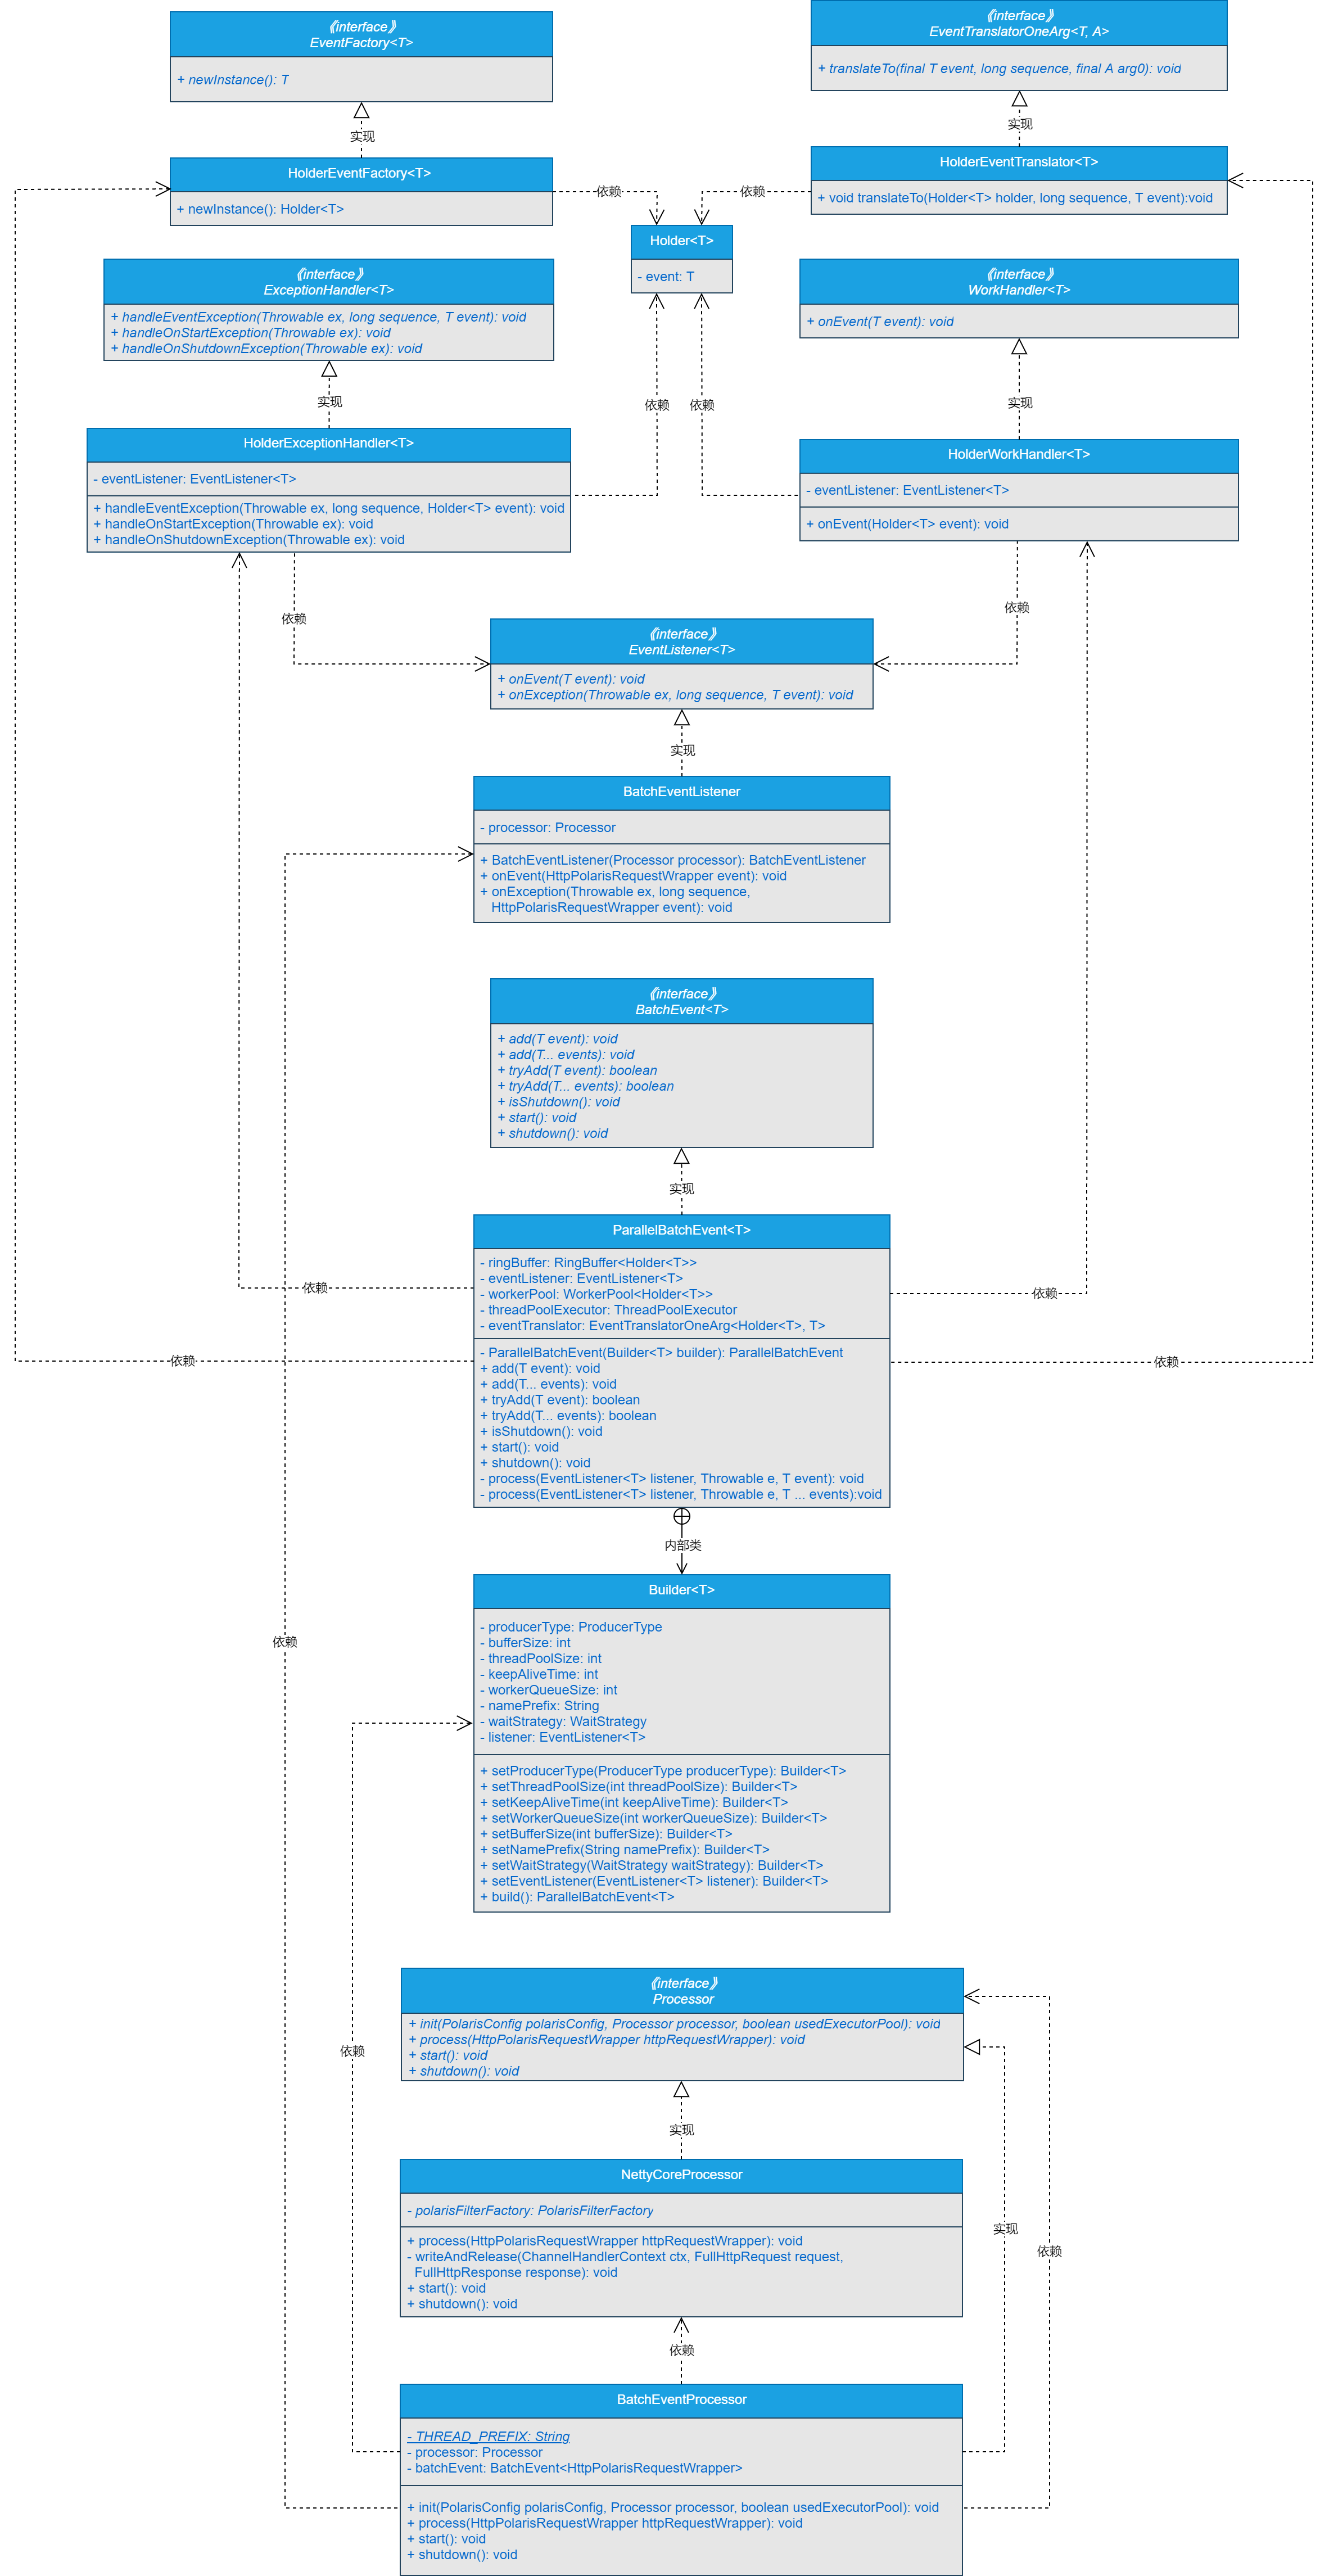 《interface》
EventFactory<T>
+ newInstance(): T
《interface》
EventTranslatorOneArg<T, A>
+ translateTo(final T event, long sequence, final A arg0): void
实现
实现
HolderEventFactory<T>
+ newInstance(): Holder<T>
HolderEventTranslator<T>
+ void translateTo(Holder<T> holder, long sequence, T event):void
依赖
依赖
Holder<T>
- event: T
《interface》
ExceptionHandler<T>
+ handleEventException(Throwable ex, long sequence, T event): void
+ handleOnStartException(Throwable ex): void
+ handleOnShutdownException(Throwable ex): void
《interface》
WorkHandler<T>
+ onEvent(T event): void
实现
依赖
依赖
实现
HolderExceptionHandler<T>
- eventListener: EventListener<T>
+ handleEventException(Throwable ex, long sequence, Holder<T> event): void
+ handleOnStartException(Throwable ex): void
+ handleOnShutdownException(Throwable ex): void
HolderWorkHandler<T>
- eventListener: EventListener<T>
+ onEvent(Holder<T> event): void
依赖
依赖
《interface》
EventListener<T>
+ onEvent(T event): void
+ onException(Throwable ex, long sequence, T event): void
实现
BatchEventListener
- processor: Processor
+ BatchEventListener(Processor processor): BatchEventListener
+ onEvent(HttpPolarisRequestWrapper event): void
+ onException(Throwable ex, long sequence,
HttpPolarisRequestWrapper event): void
《interface》
BatchEvent<T>
+ add(T event): void
+ add(T... events): void
+ tryAdd(T event): boolean
+ tryAdd(T... events): boolean
+ isShutdown(): void
+ start(): void
+ shutdown(): void
实现
ParallelBatchEvent<T>
- ringBuffer: RingBuffer<Holder<T>>
- eventListener: EventListener<T>
- workerPool: WorkerPool<Holder<T>>
- threadPoolExecutor: ThreadPoolExecutor
- eventTranslator: EventTranslatorOneArg<Holder<T>, T>
- ParallelBatchEvent(Builder<T> builder): ParallelBatchEvent
+ add(T event): void
+ add(T... events): void
+ tryAdd(T event): boolean
+ tryAdd(T... events): boolean
+ isShutdown(): void
+ start(): void
+ shutdown(): void
- process(EventListener<T> listener, Throwable e, T event): void
- process(EventListener<T> listener, Throwable e, T ... events):void
依赖
依赖
依赖
依赖
内部类
Builder<T>
- producerType: ProducerType
- bufferSize: int
- threadPoolSize: int
- keepAliveTime: int
- workerQueueSize: int
- namePrefix: String
- waitStrategy: WaitStrategy
- listener: EventListener<T>
+ setProducerType(ProducerType producerType): Builder<T>
+ setThreadPoolSize(int threadPoolSize): Builder<T>
+ setKeepAliveTime(int keepAliveTime): Builder<T>
+ setWorkerQueueSize(int workerQueueSize): Builder<T>
+ setBufferSize(int bufferSize): Builder<T>
+ setNamePrefix(String namePrefix): Builder<T>
+ setWaitStrategy(WaitStrategy waitStrategy): Builder<T>
+ setEventListener(EventListener<T> listener): Builder<T>
+ build(): ParallelBatchEvent<T>
依赖
《interface》
Processor
+ init(PolarisConfig polarisConfig, Processor processor, boolean usedExecutorPool): void
+ process(HttpPolarisRequestWrapper httpRequestWrapper): void
+ start(): void
+ shutdown(): void
依赖
实现
NettyCoreProcessor
- polarisFilterFactory: PolarisFilterFactory
+ process(HttpPolarisRequestWrapper httpRequestWrapper): void
- writeAndRelease(ChannelHandlerContext ctx, FullHttpRequest request,
FullHttpResponse response): void
+ start(): void
+ shutdown(): void
实现
依赖
依赖
BatchEventProcessor
- THREAD_PREFIX: String
- processor: Processor
- batchEvent: BatchEvent<HttpPolarisRequestWrapper>
+ init(PolarisConfig polarisConfig, Processor processor, boolean usedExecutorPool): void
+ process(HttpPolarisRequestWrapper httpRequestWrapper): void
+ start(): void
+ shutdown(): void